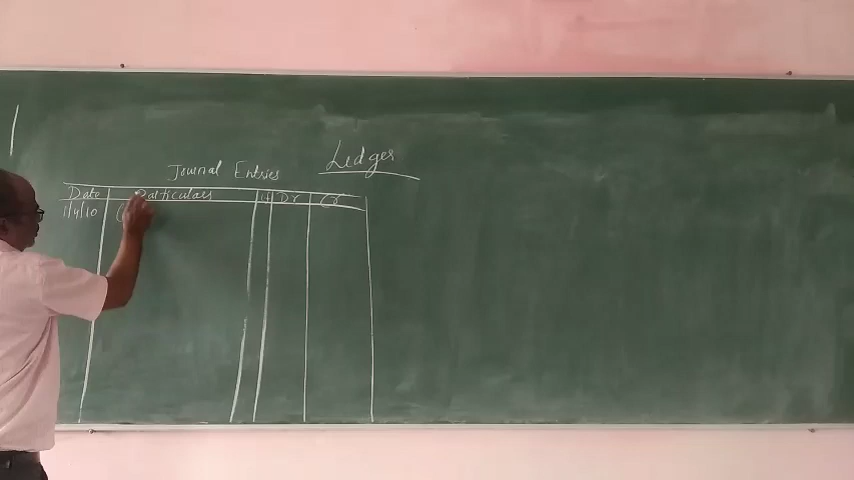 Ledger
Journal Entries
Date Particulars lf Dr Cr
1/4/10 (